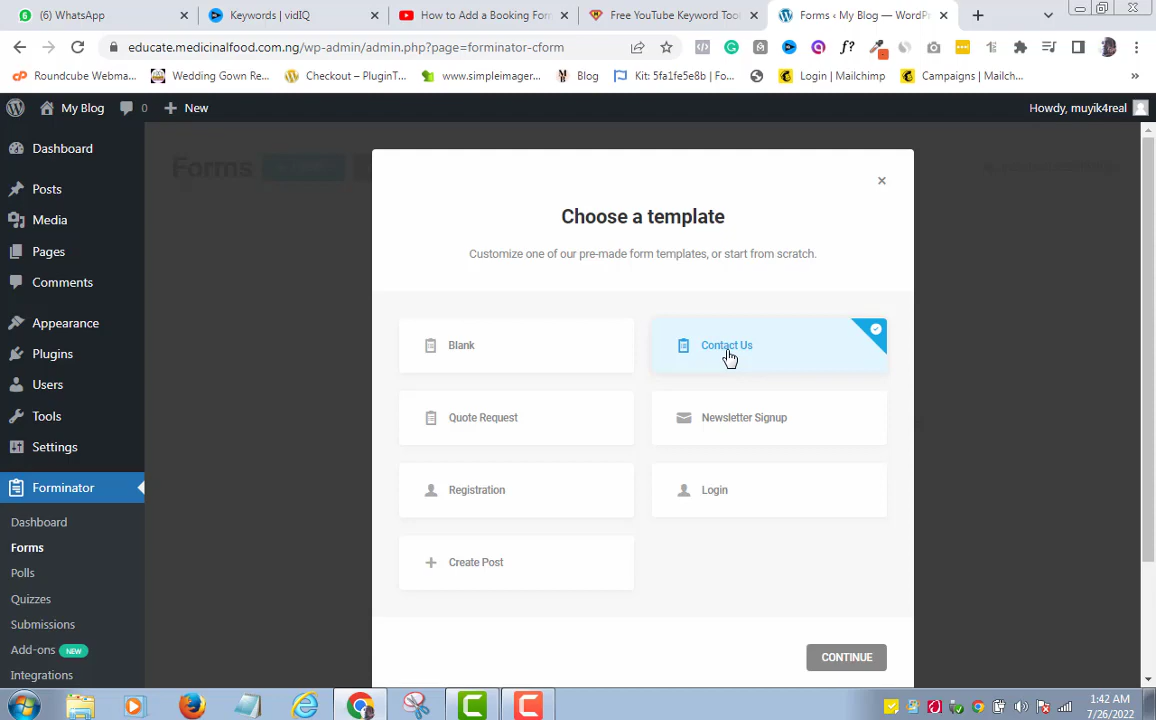 (6) WhatsApp
Keywords | vidIQ
How to Add a Booking Forn
Free YouTube Keyword Tool
Forms ‹ My Blog — WordPr
educate.medicinalfood.com.ng/wp-admin/admin.php?page=forminator-cform
Roundcube Webma...
Wedding Gown Re...
Checkout – PluginT...
www.simpleimager...
Blog
Kit: 5fa1fe5e8b | Fo...
Login | Mailchimp
Campaigns | Mailch...
»
My Blog
0
New
Howdy, muyik4real
Dashboard
Posts
Media
Pages
Comments
Appearance
Plugins
Users
Tools
Settings
Forminator
Dashboard
Forms
Polls
Quizzes
Submissions
Add-ons NEW
Integrations
Forms
Choose a template
Customize one of our pre-made form templates, or start from scratch.
Blank
Contact Us
Quote Request
Newsletter Signup
Registration
Login
Create Post
CONTINUE
1:42 AM
7/26/2022